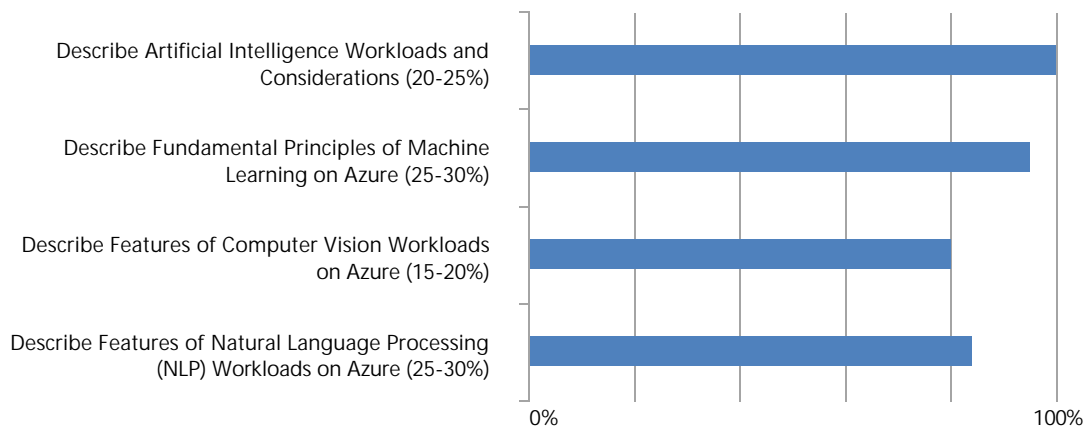 Describe Artificial Intelligence Workloads and
Considerations (20-25%)
Describe Fundamental Principles of Machine
Learning on Azure (25-30%)
Describe Features of Computer Vision Workloads
on Azure (15-20%)
Describe Features of Natural Language Processing
(NLP) Workloads on Azure (25-30%)
0%
100%